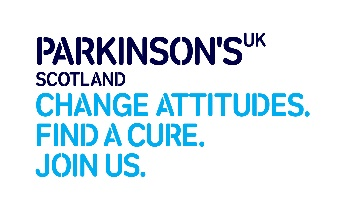 PARKINSON'S UK
SCOTLAND
CHANGE ATTITUDES.
FIND A CURE.
JOIN US.